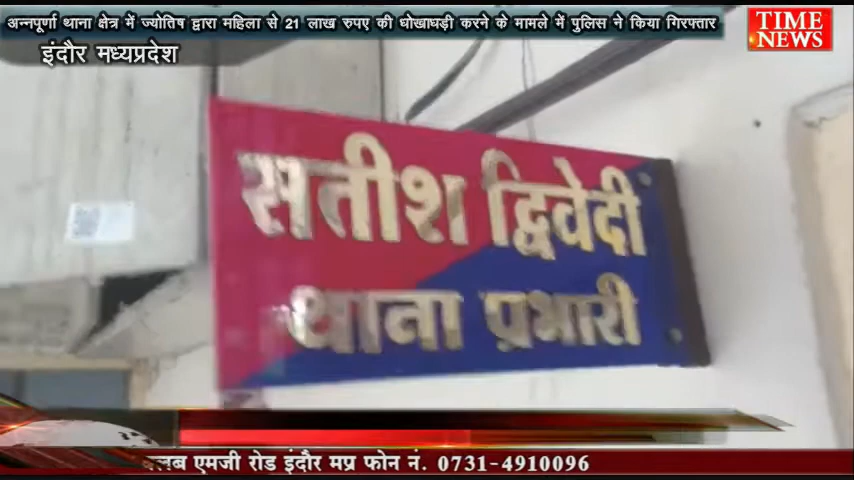 अन्नपूर्णा थाना क्षेत्र में ज्योतिष द्वारा महिला से 21 लाख रुपए की धोखाधड़ी करने के मामले में पुलिस ने किया गिरफ्तार
इंदौर मध्यप्रदेश
TIME
NEWS
सतीश द्विवेदी
थाना प्रभारी
एमजी रोड इंदौर मप्र फोन नं. 0731-4910096